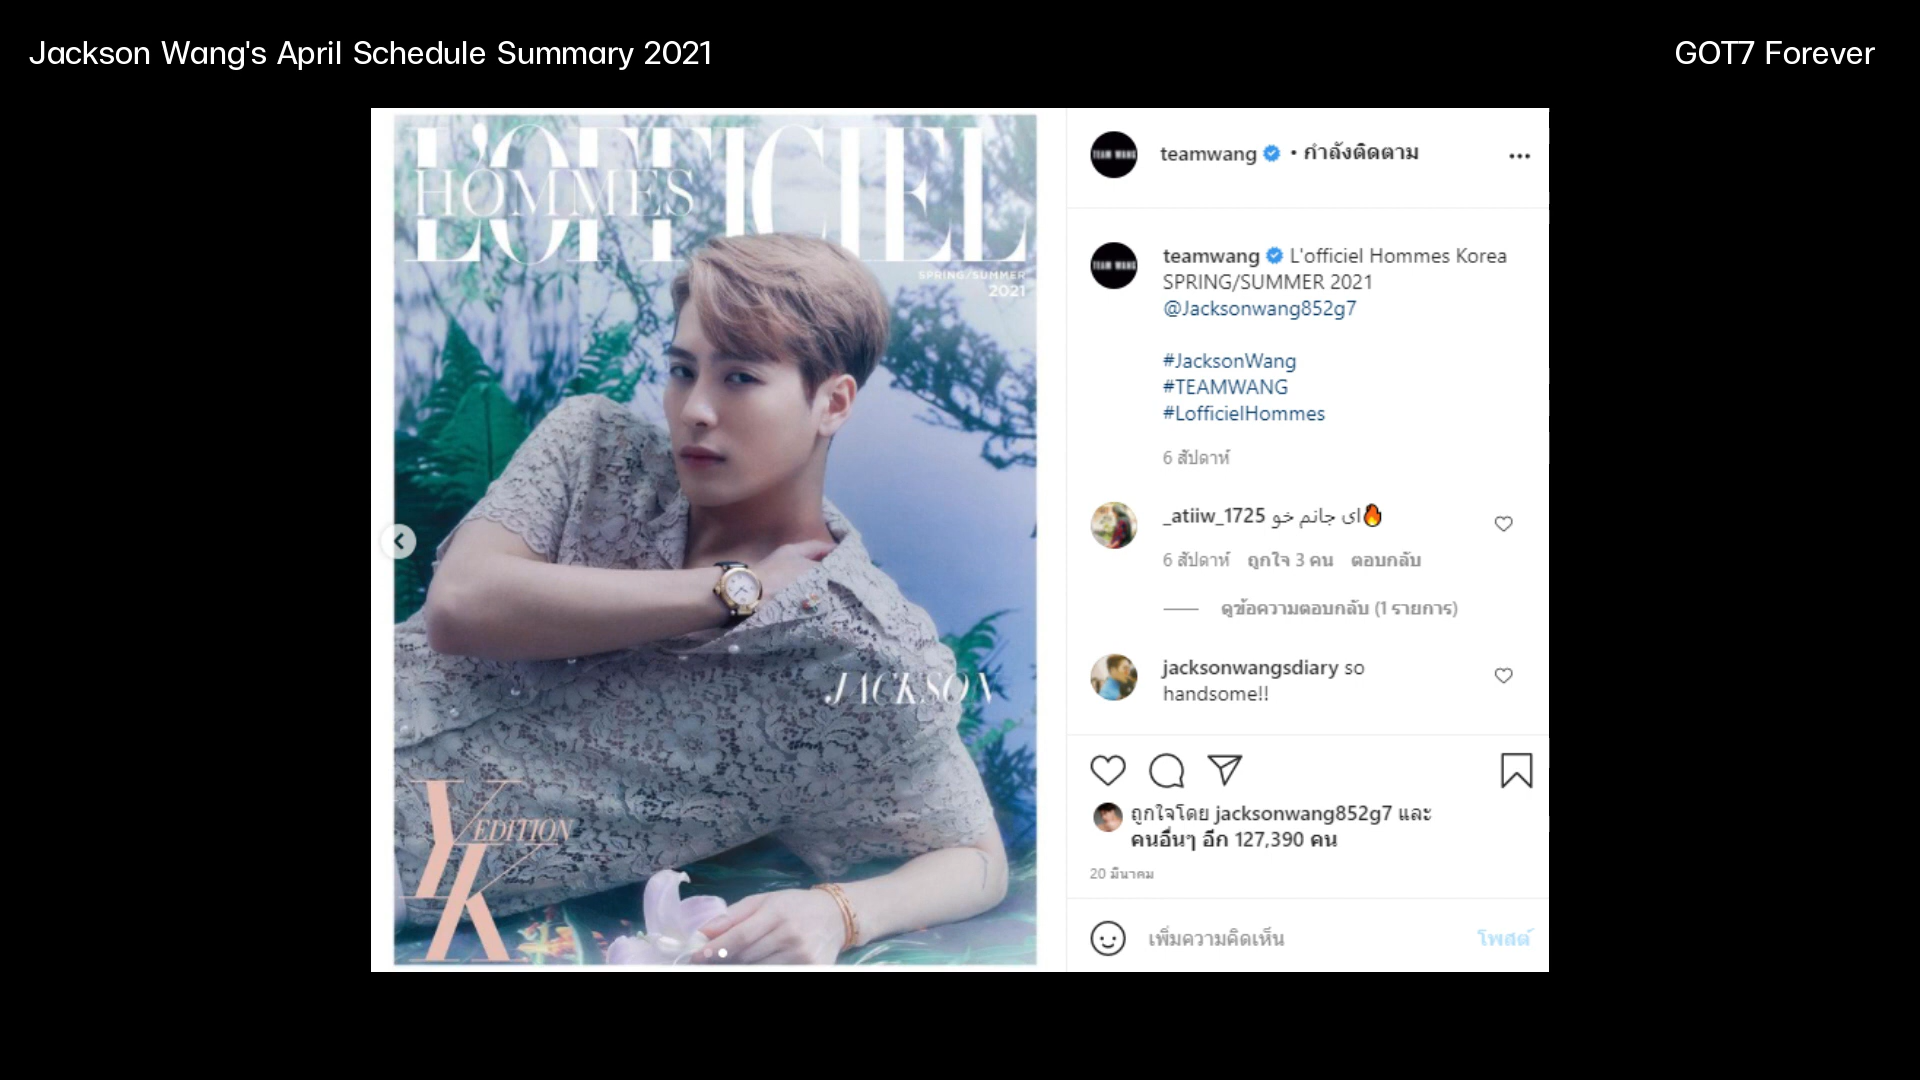 Jackson Wang's April Schedule Summary 2021
GOT7 Forever
L'OFFICIEL
HOMMES
SPRING/SUMMER
2021
JACKSON
YK EDITION
TEAM WANG
teamwang • กำลังติดตาม
TEAM WANG
teamwang L'officiel Hommes Korea
SPRING/SUMMER 2021
@Jacksonwang852g7
#JacksonWang
#TEAMWANG
#LofficielHommes
6 สัปดาห์
_atiiw_1725 ای جانم خو🔥
6 สัปดาห์ ถูกใจ 3 คน ตอบกลับ
ดูข้อความตอบกลับ (1 รายการ)
jacksonwangsdiary so
handsome!!
ถูกใจโดย jacksonwang852g7 และ
คนอื่นๆ อีก 127,390 คน
20 มีนาคม
เพิ่มความคิดเห็น
โพสต์